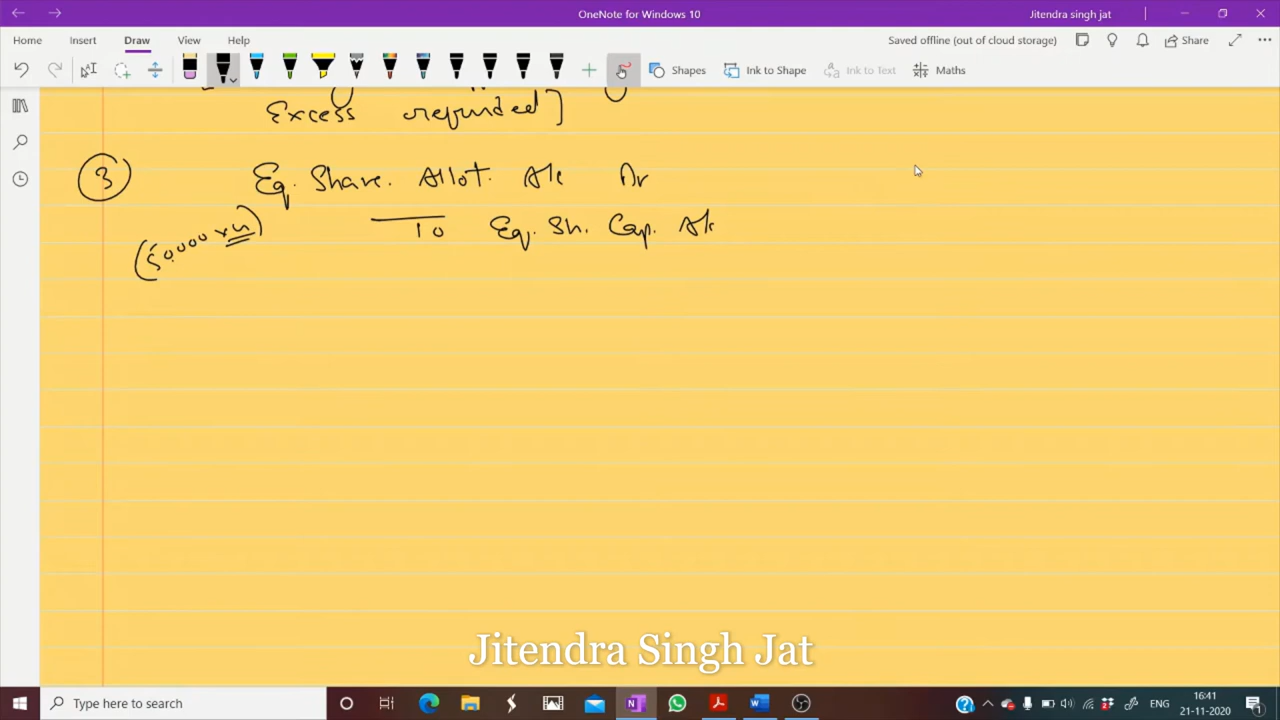 OneNote for Windows 10
Jitendra singh jat
Home Insert Draw View Help
Saved offline (out of cloud storage)
Share
Shapes
Ink to Shape
Ink to Text
Maths
Excess refunded]
3 Eq. Share. Allot. A/c Dr
To Eq. Sh. Cap. A/c
(50000 x 4)
Jitendra Singh Jat
Type here to search
ENG
16:41
21-11-2020